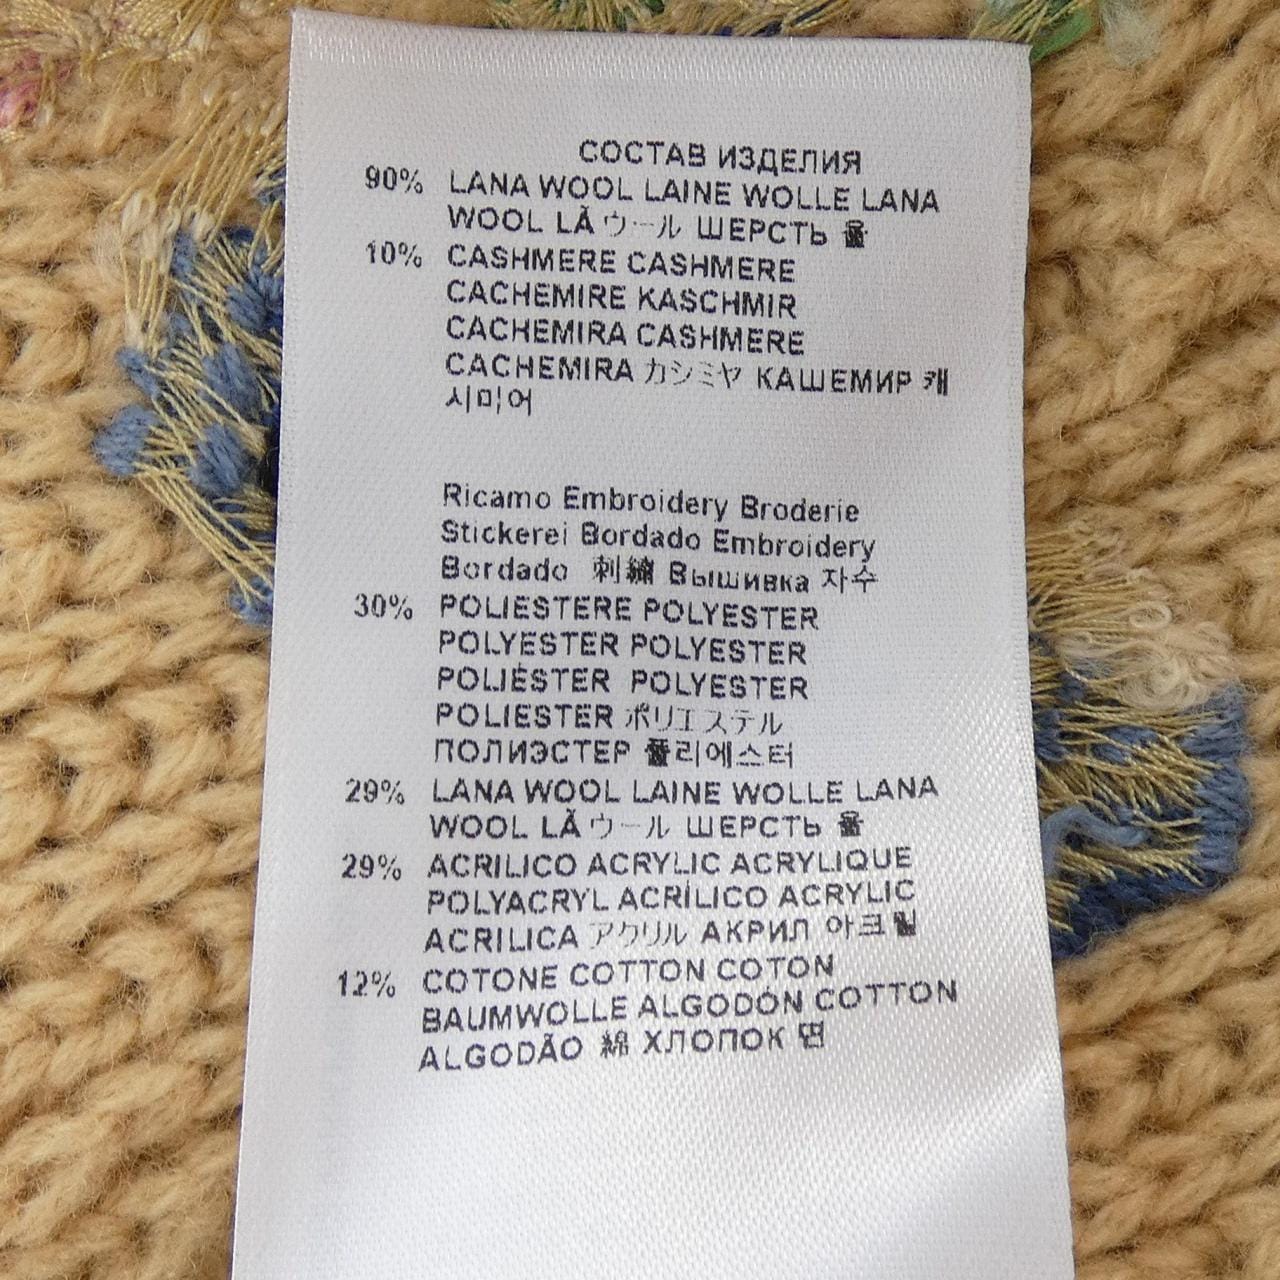 СОСТАВ ИЗДЕЛИЯ
90% LANA WOOL LAINE WOLLE LANA
WOOL LÃ ウール ШЕРСТЬ 울
10% CASHMERE CASHMERE
CACHEMIRE KASCHMIR
CACHEMIRA CASHMERE
CACHEMIRA カシミヤ КАШЕМИР 캐
시미어
Ricamo Embroidery Broderie
Stickerei Bordado Embroidery
Bordado 刺繍 Вышивка 자수
30% POLIESTERE POLYESTER
POLYESTER POLYESTER
POLIÉSTER POLYESTER
POLIESTER ポリエステル
ПОЛИЭСТЕР 폴리에스터
29% LANA WOOL LAINE WOLLE LANA
WOOL LÃ ウール ШЕРСТЬ 울
29% ACRILICO ACRYLIC ACRYLIQUE
POLYACRYL ACRÍLICO ACRYLIC
ACRILICA アクリル АКРИЛ 아크릴
12% COTONE COTTON COTON
BAUMWOLLE ALGODÓN COTTON
ALGODÃO 綿 ХЛОПОК 면